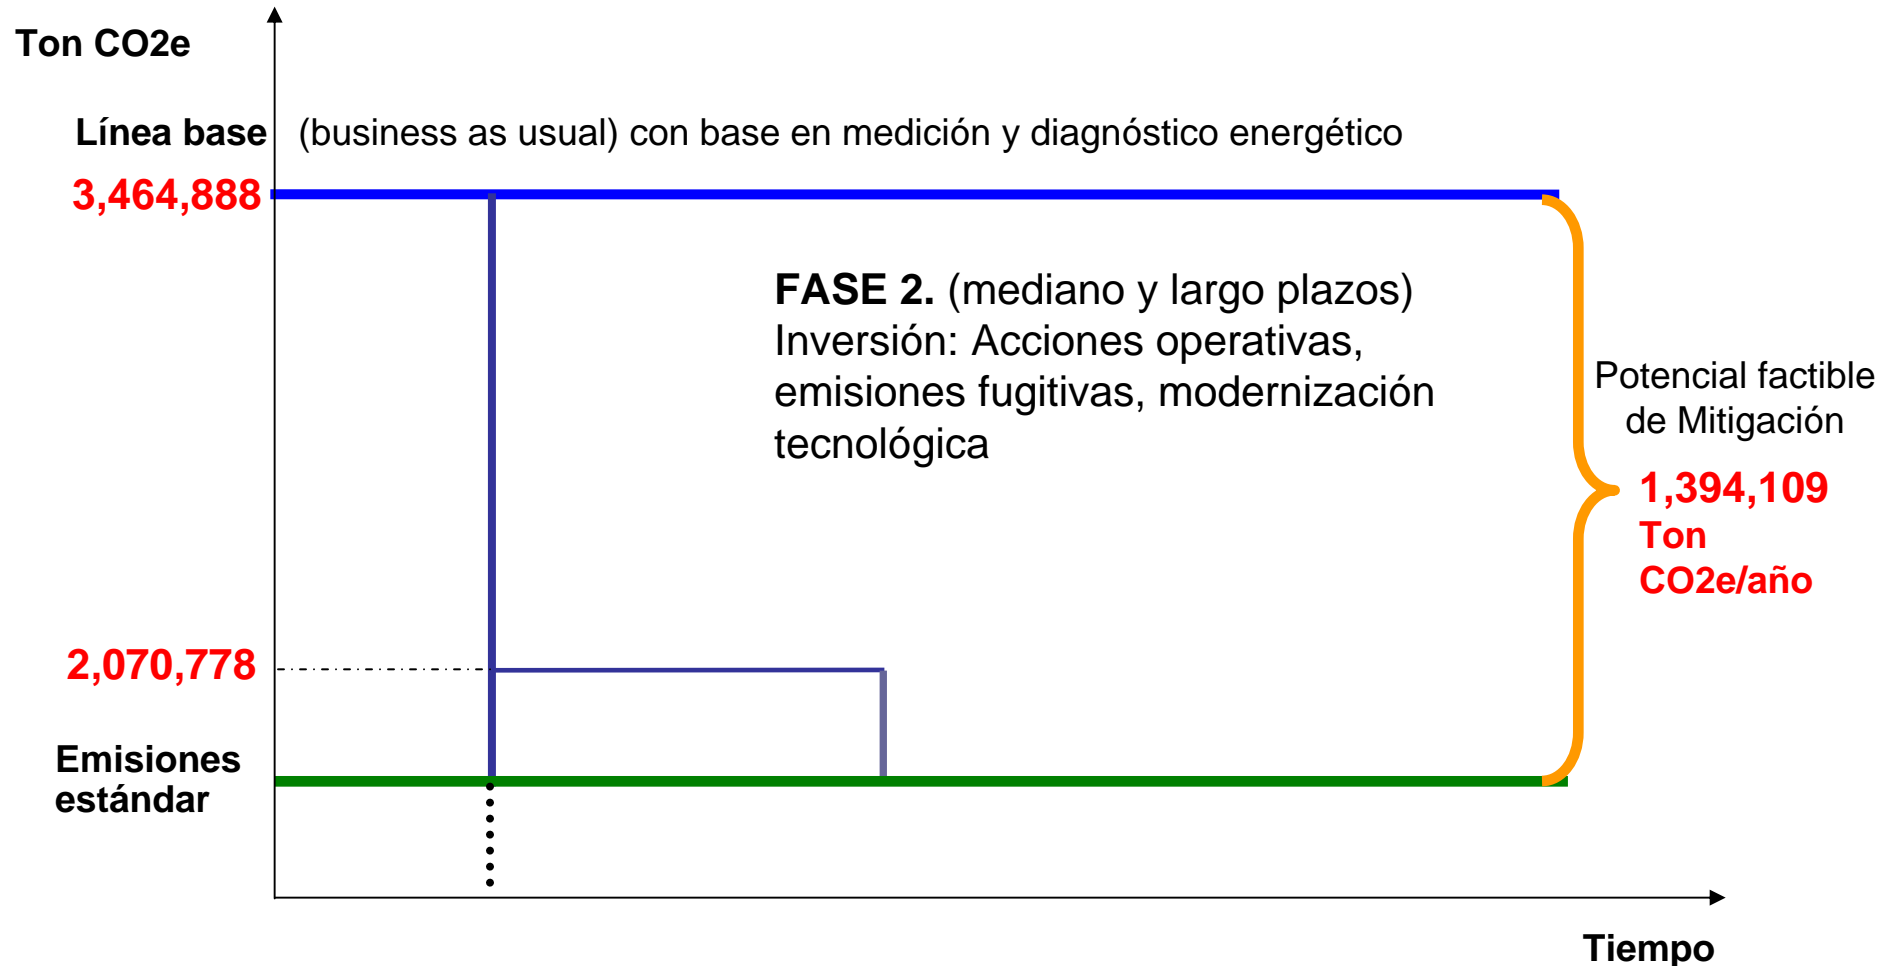 Ton CO2e
Línea base (business as usual) con base en medición y diagnóstico energético
3,464,888
FASE 2. (mediano y largo plazos)
Inversión: Acciones operativas,
emisiones fugitivas, modernización
tecnológica
Potencial factible
de Mitigación
1,394,109
Ton
CO2e/año
2,070,778
Emisiones
estándar
Tiempo